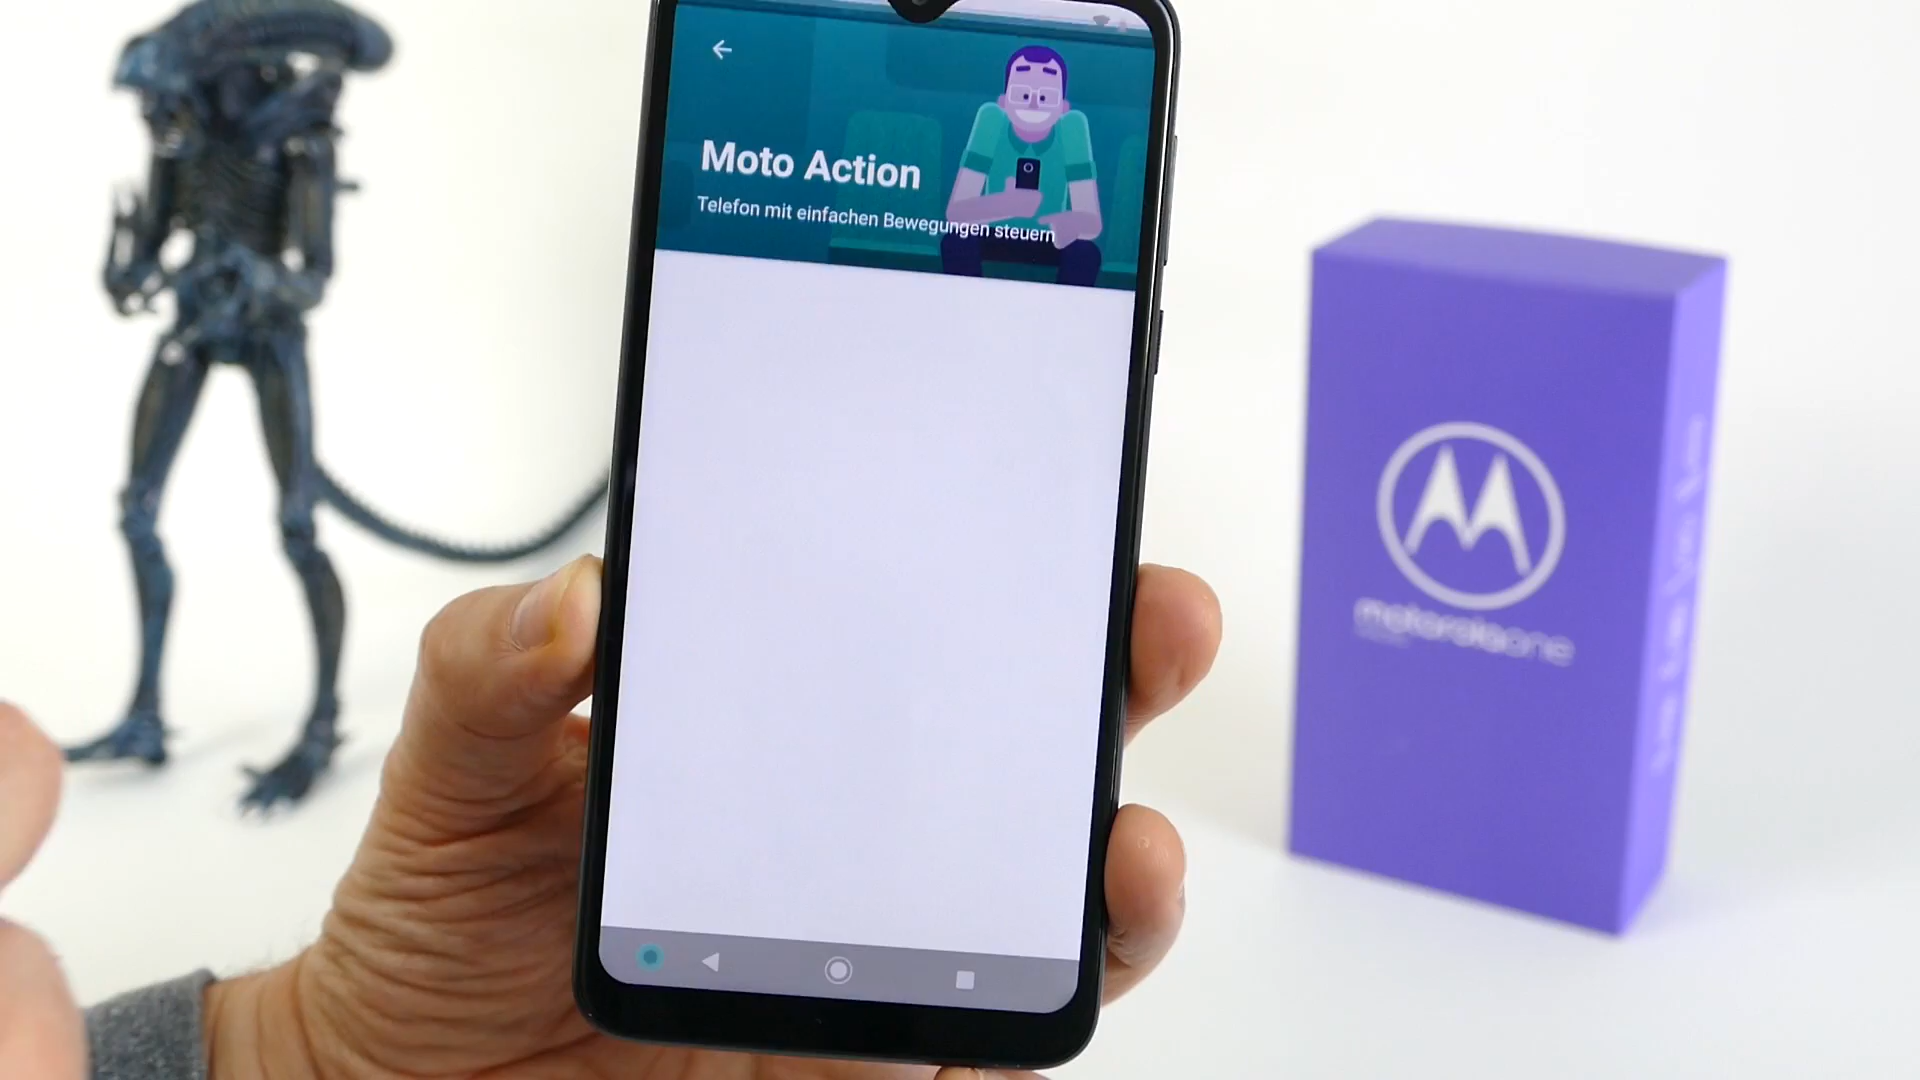 Moto Action
Telefon mit einfachen Bewegungen steuern
motorola one